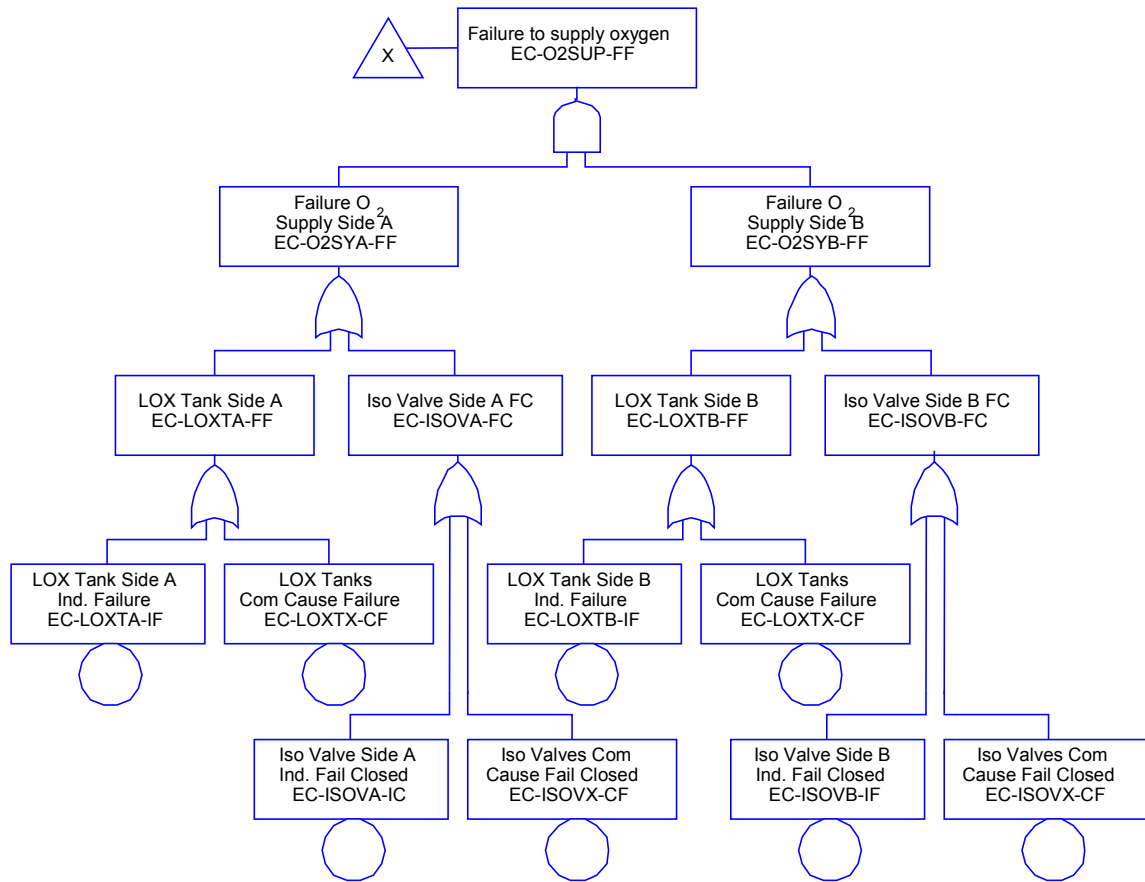 Failure to supply oxygen
EC-O2SUP-FF
X
Failure O2
Supply Side A
EC-O2SYA-FF
Failure O2
Supply Side B
EC-O2SYB-FF
LOX Tank Side A
EC-LOXTA-FF
Iso Valve Side A FC
EC-ISOVA-FC
LOX Tank Side B
EC-LOXTB-FF
Iso Valve Side B FC
EC-ISOVB-FC
LOX Tank Side A
Ind. Failure
EC-LOXTA-IF
LOX Tanks
Com Cause Failure
EC-LOXTX-CF
LOX Tank Side B
Ind. Failure
EC-LOXTB-IF
LOX Tanks
Com Cause Failure
EC-LOXTX-CF
Iso Valve Side A
Ind. Fail Closed
EC-ISOVA-IC
Iso Valves Com
Cause Fail Closed
EC-ISOVX-CF
Iso Valve Side B
Ind. Fail Closed
EC-ISOVB-IF
Iso Valves Com
Cause Fail Closed
EC-ISOVX-CF